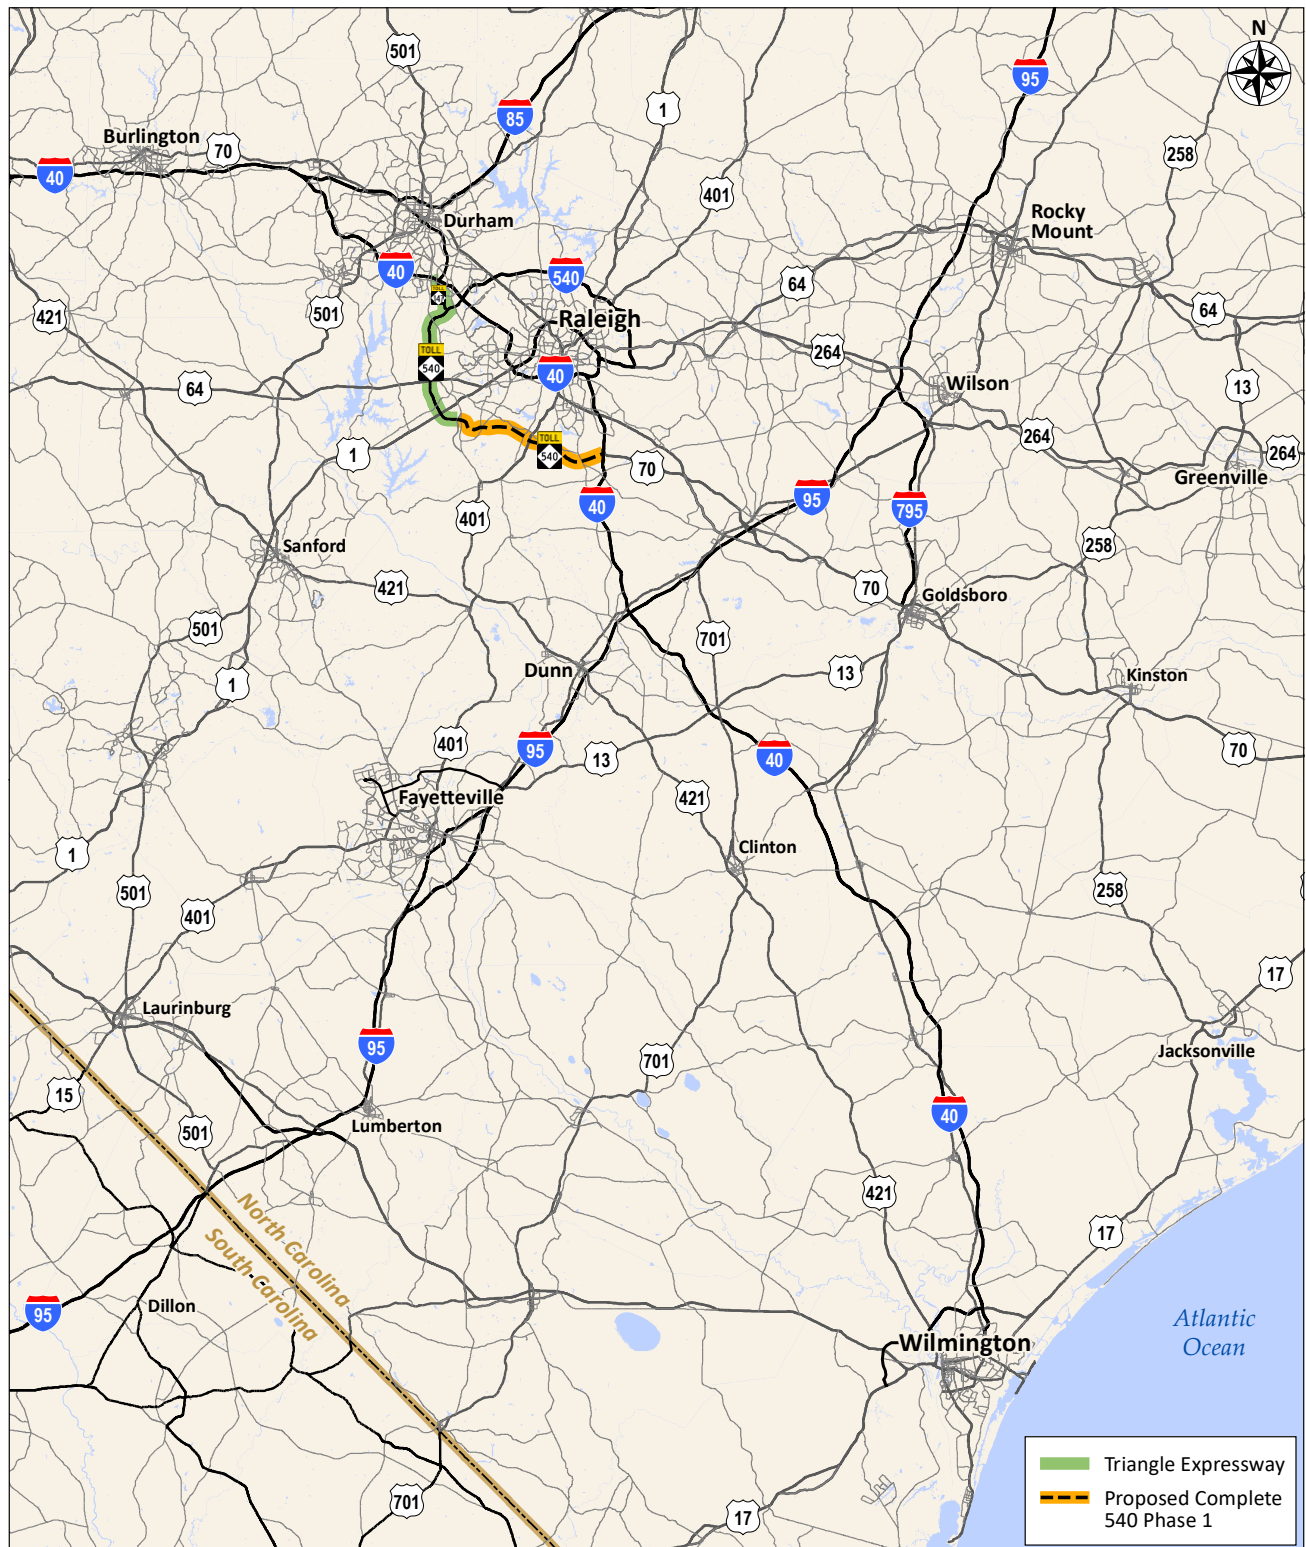 N
501
95
85
1
Burlington
70
258
40
401
Rocky
Mount
Durham
40
540
64
501
421
64
Raleigh
TOLL
540
264
40
13
64
Wilson
264
1
TOLL
540
264
70
Greenville
95
795
40
401
258
Sanford
421
70
Goldsboro
501
701
Dunn
13
Kinston
1
401
95
13
40
70
Fayetteville
421
Clinton
1
501
258
401
17
Laurinburg
95
Jacksonville
701
15
40
Lumberton
501
421
North Carolina
South Carolina
17
95
Dillon
Atlantic
Ocean
Wilmington
Triangle Expressway
701
Proposed Complete
540 Phase 1
17